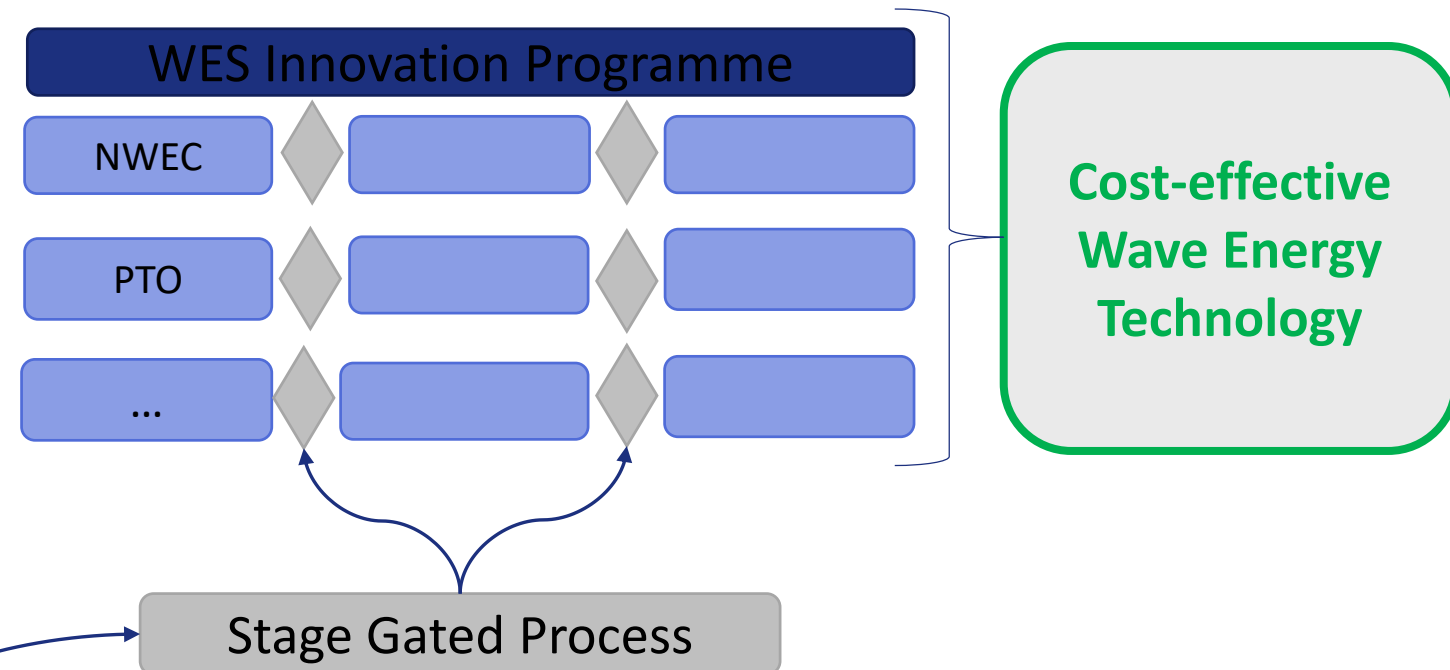 WES Innovation Programme
NWEC
PTO
...
Cost-effective
Wave Energy
Technology
Stage Gated Process